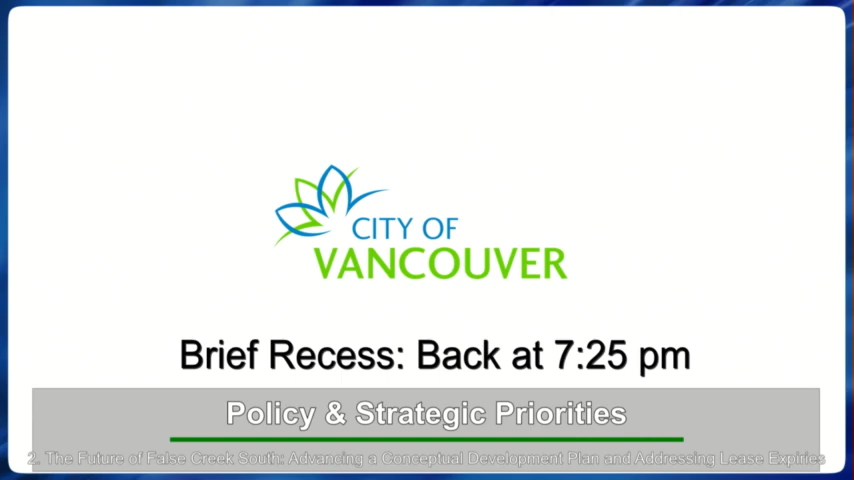 CITY OF
VANCOUVER
Brief Recess: Back at 7:25 pm
Policy & Strategic Priorities
2. The Future of False Creek South: Advancing a Conceptual Development Plan and Addressing Lease Expiries